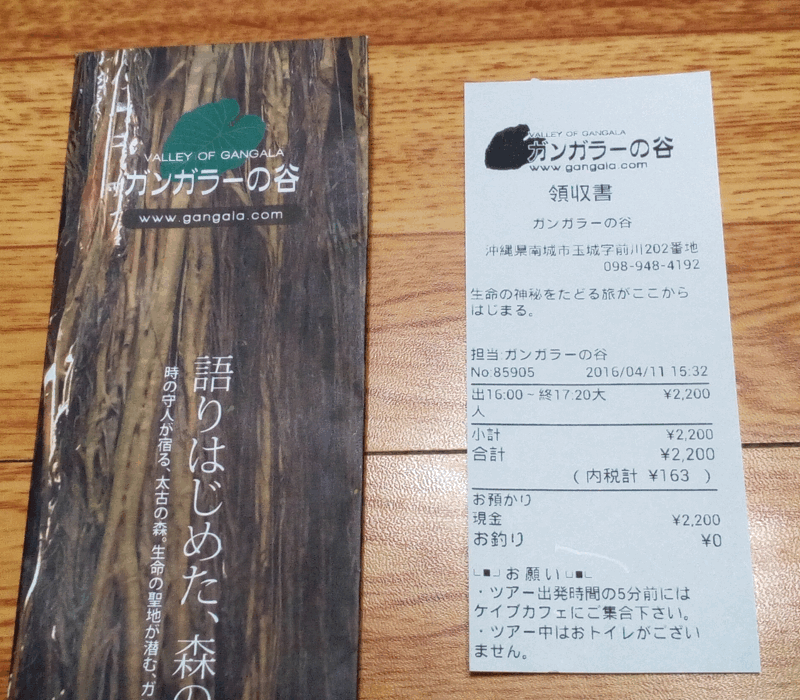 VALLEY OF GANGALA
ガンガラーの谷
www.gangala.com
語りはじめた、森の
時の守人が宿る、太古の森。生命の聖地が潜む、ガ
VALLEY OF GANGALA
ガンガラーの谷
www.gangala.com
領収書
ガンガラーの谷
沖縄県南城市玉城字前川202番地
098-948-4192
生命の神秘をたどる旅がここから
はじまる。
担当:ガンガラーの谷
No:85905 2016/04/11 15:32
出16:00~終17:20大 ¥2,200
人
小計 ¥2,200
合計 ¥2,200
(内税計 ¥163 )
お預かり
現金 ¥2,200
お釣り ¥0
└■┘お願い└■└
・ツアー出発時間の5分前には
ケイブカフェにご集合下さい。
・ツアー中はおトイレがござい
ません。